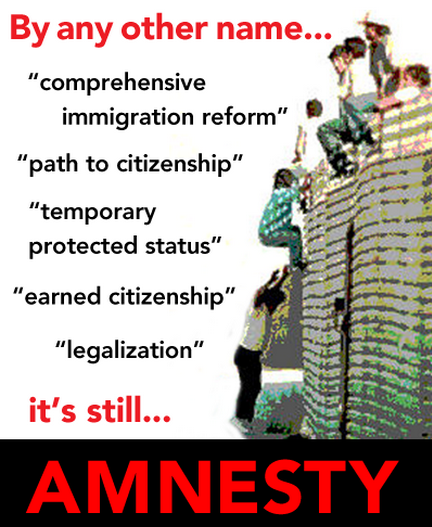 By any other name...
“comprehensive
immigration reform”
“path to citizenship”
“temporary
protected status”
“earned citizenship”
“legalization”
it’s still...
AMNESTY